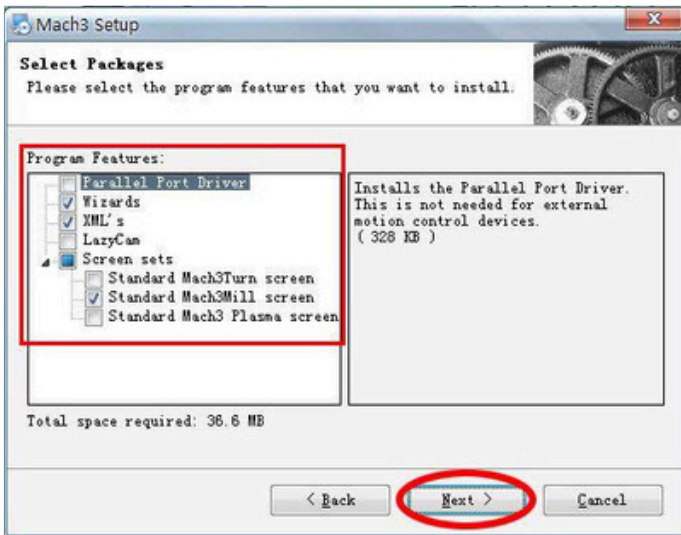 Mach3 Setup
Select Packages
Please select the program features that you want to install.
Program Features:
Parallel Port Driver
Wizards
XML's
LazyCam
Screen sets
Standard Mach3Turn screen
Standard Mach3Mill screen
Standard Mach3 Plasma screen
Installs the Parallel Port Driver.
This is not needed for external
motion control devices.
( 328 KB )
Total space required: 36.6 MB
< Back
Next >
Cancel